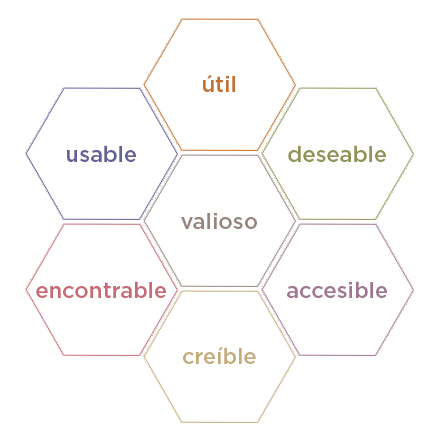 útil
usable
deseable
valioso
encontrable
accesible
creíble